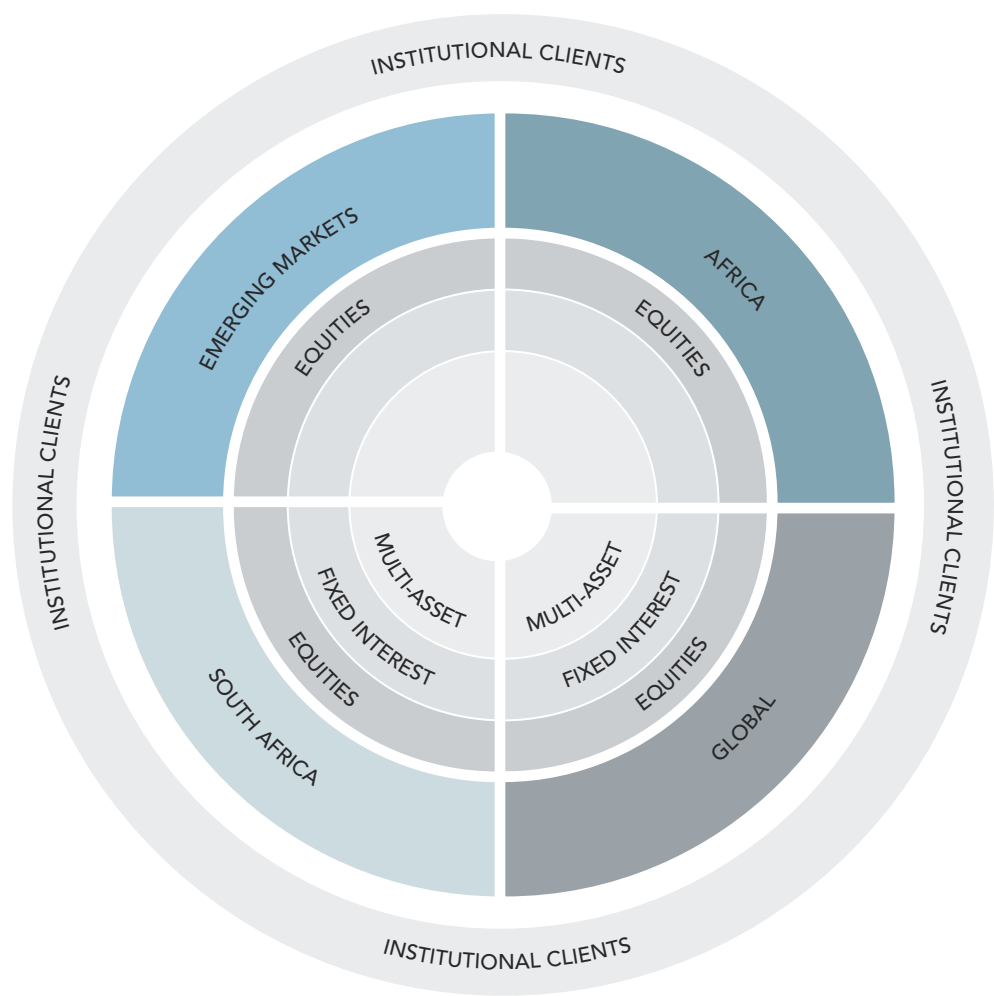 INSTITUTIONAL CLIENTS
EMERGING MARKETS
AFRICA
EQUITIES
EQUITIES
INSTITUTIONAL CLIENTS
INSTITUTIONAL CLIENTS
MULTI-ASSET
MULTI-ASSET
FIXED INTEREST
FIXED INTEREST
EQUITIES
EQUITIES
SOUTH AFRICA
GLOBAL
INSTITUTIONAL CLIENTS